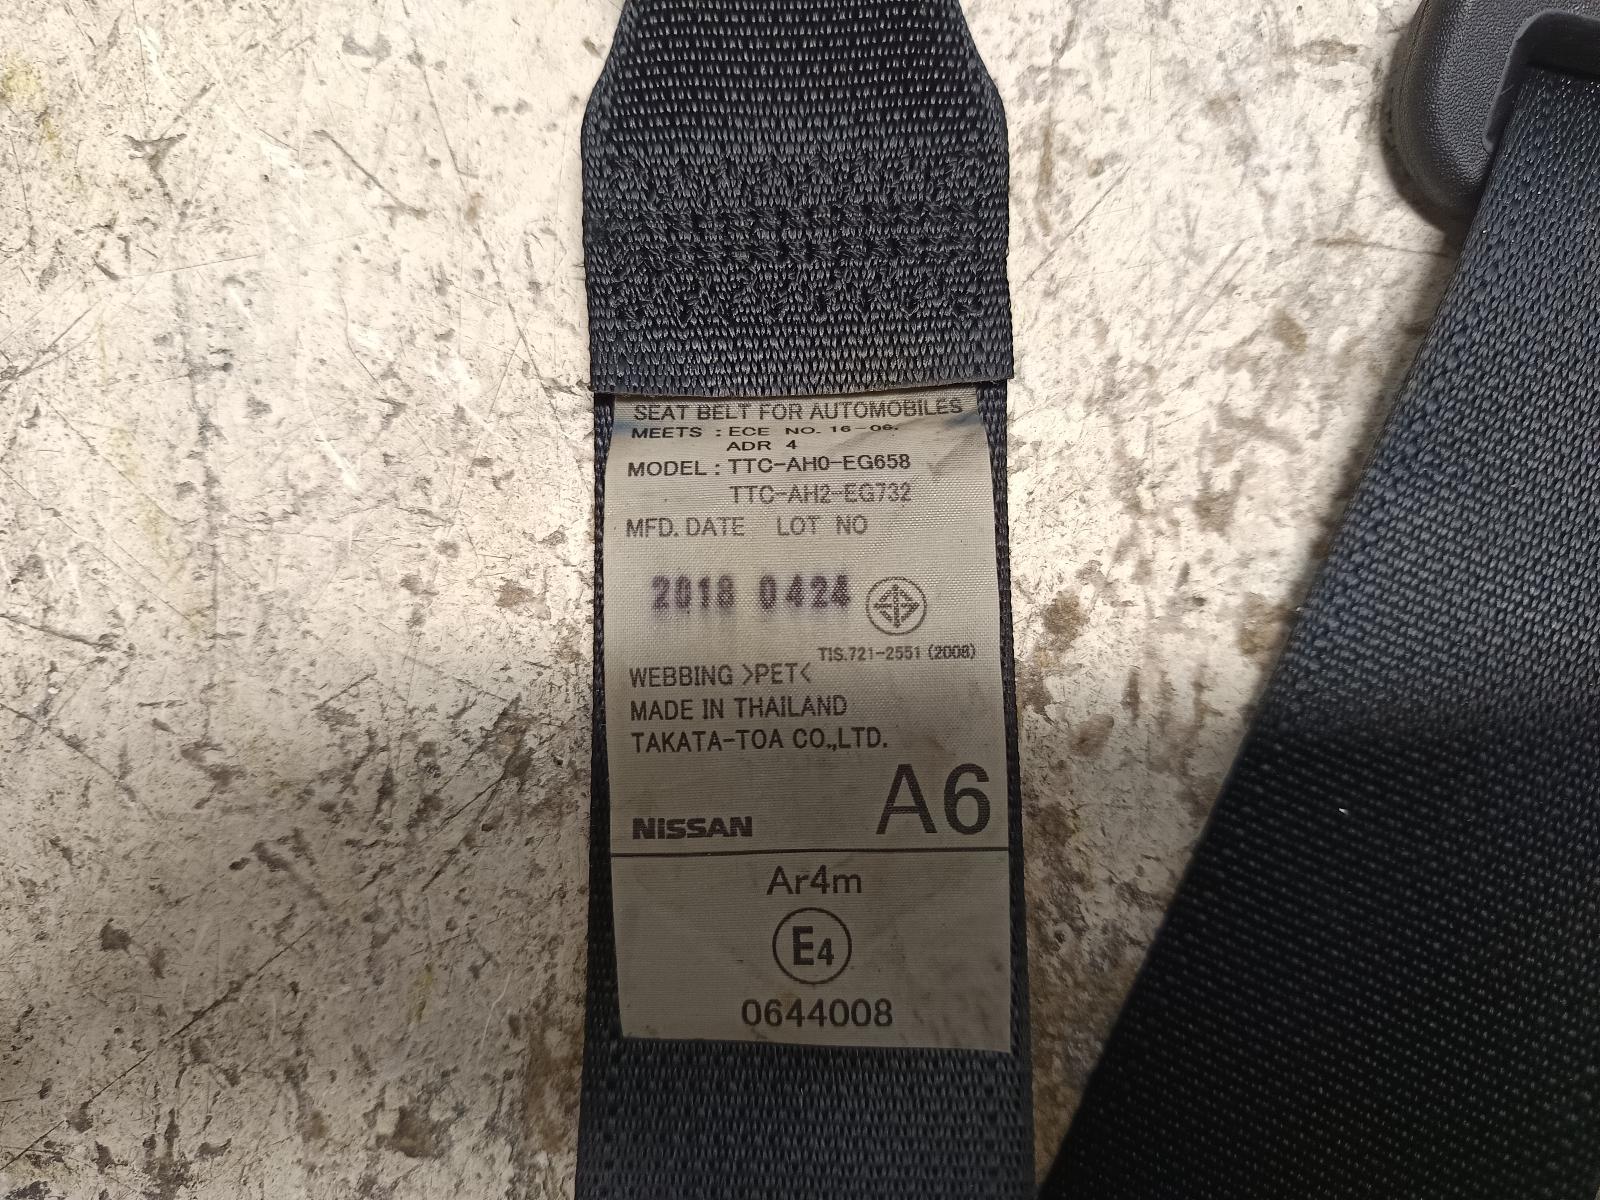 SEAT BELT FOR AUTOMOBILES
MEETS : ECE NO. 16-06.
ADR 4
MODEL : TTC-AH0-EG658
TTC-AH2-EG732
MFD. DATE LOT NO
2018 0424
TIS.721-2551 (2008)
WEBBING >PET<
MADE IN THAILAND
TAKATA-TOA CO.,LTD.
A6
NISSAN
Ar4m
E4
0644008